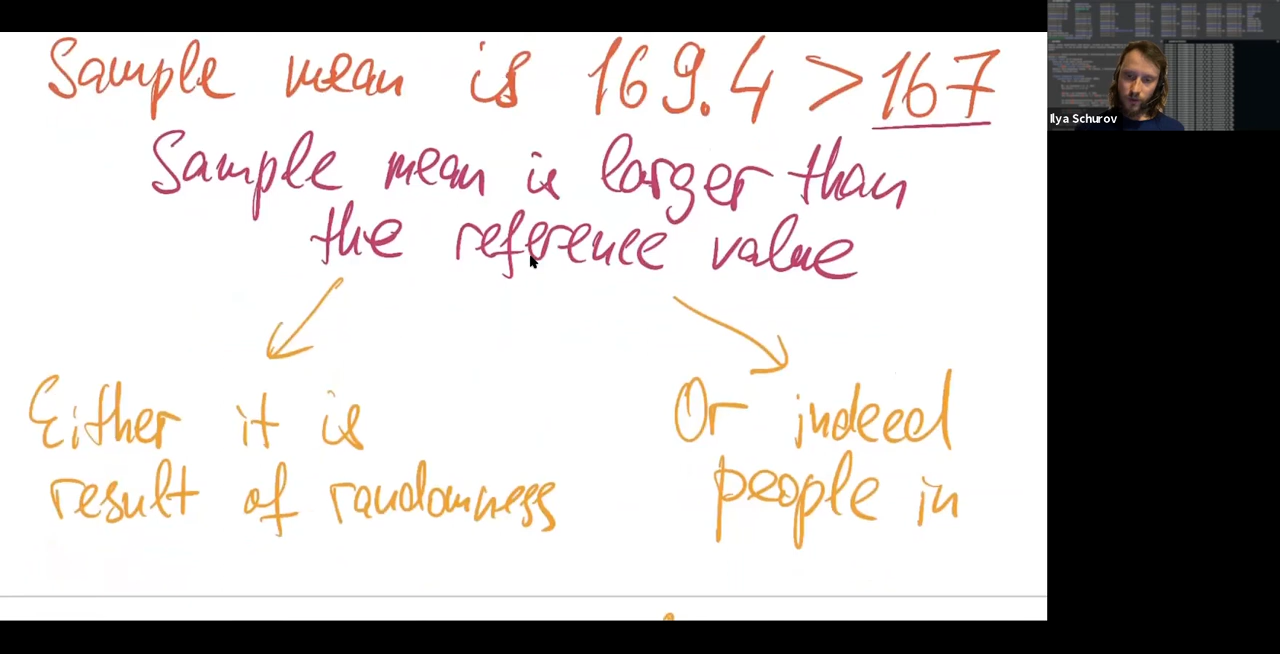 Sample mean is 169.4 > 167
Sample mean is larger than
the reference value
Either it is
result of randomness
Or indeed
people in
Ilya Schurov